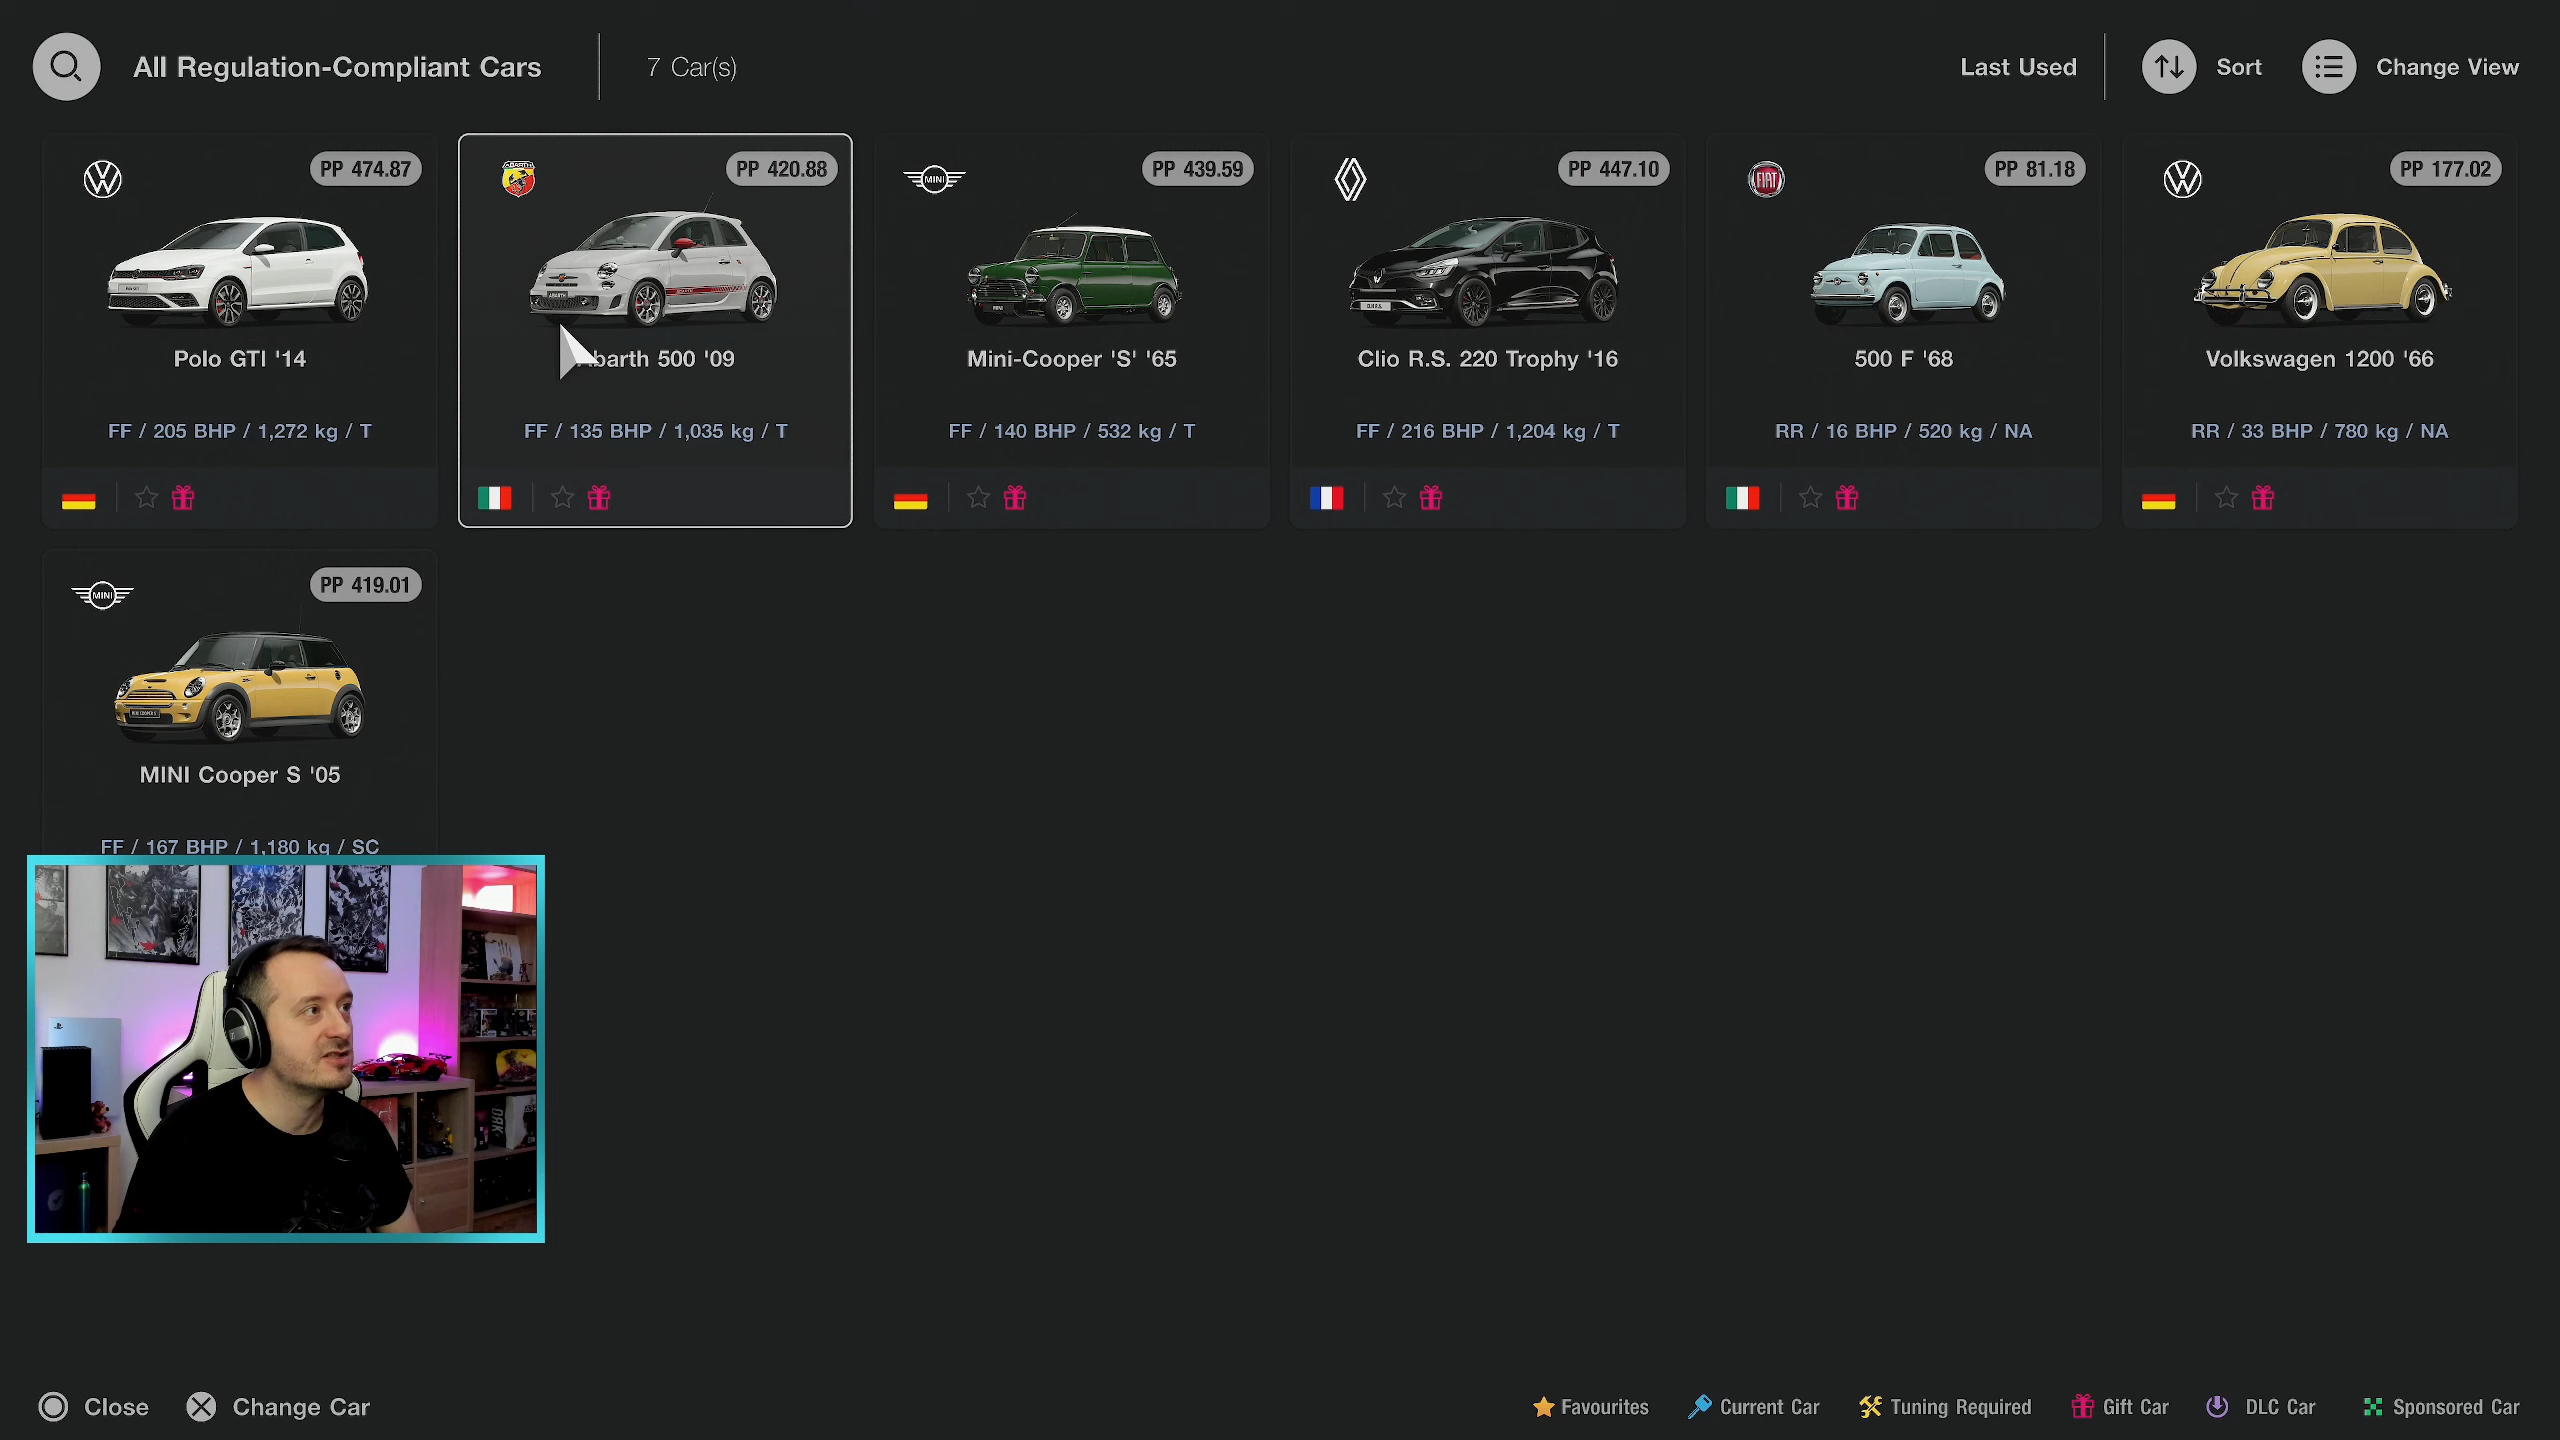 All Regulation-Compliant Cars
7 Car(s)
Last Used
Sort
Change View
PP 474.87
Polo GTI '14
FF / 205 BHP / 1,272 kg / T
ABARTH
PP 420.88
barth 500 '09
FF / 135 BHP / 1,035 kg / T
MINI
PP 439.59
Mini-Cooper 'S' '65
FF / 140 BHP / 532 kg / T
PP 447.10
Clio R.S. 220 Trophy '16
FF / 216 BHP / 1,204 kg / T
FIAT
PP 81.18
500 F '68
RR / 16 BHP / 520 kg / NA
PP 177.02
Volkswagen 1200 '66
RR / 33 BHP / 780 kg / NA
MINI
PP 419.01
MINI Cooper S '05
FF / 167 BHP / 1,180 kg / SC
Close
Change Car
Favourites
Current Car
Tuning Required
Gift Car
DLC Car
Sponsored Car